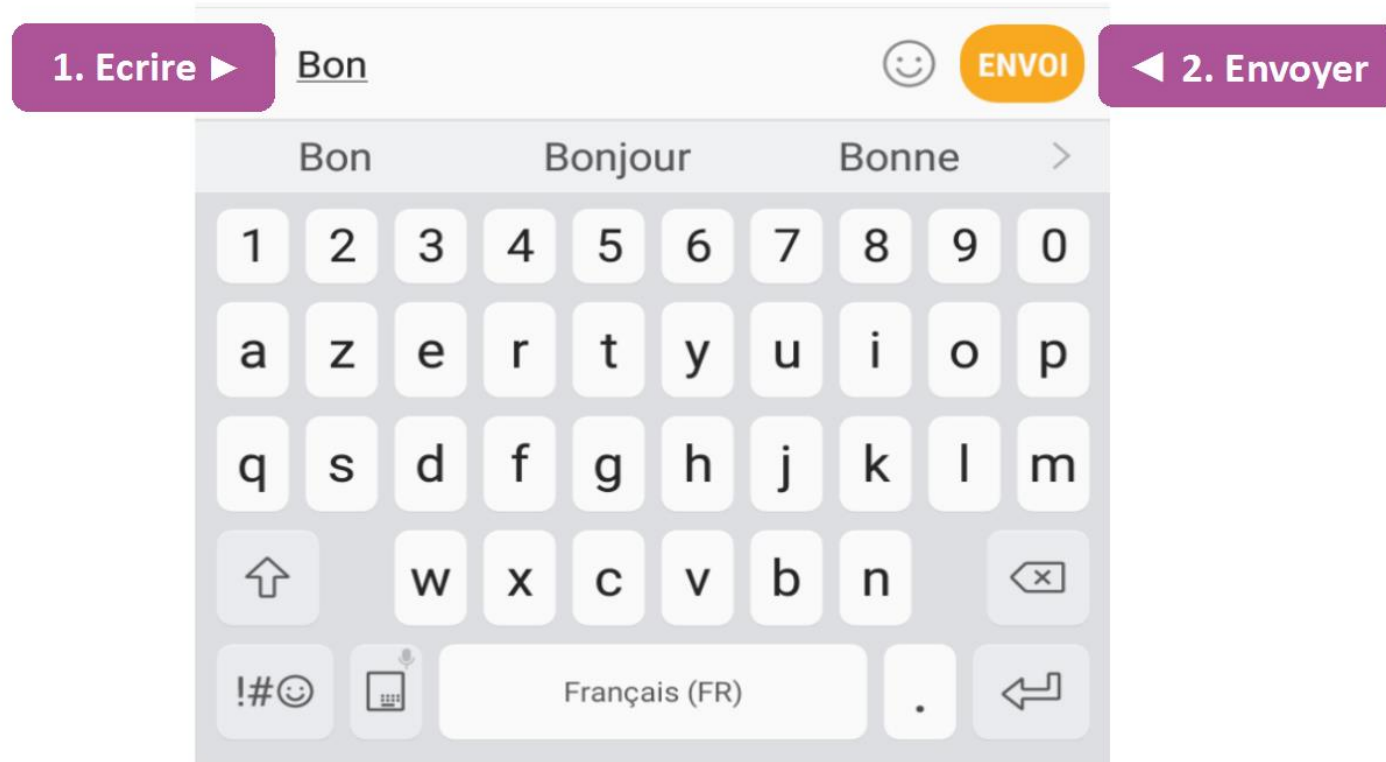 1. Ecrire ► Bon ENVOI ◄ 2. Envoyer
Bon Bonjour Bonne >
1 2 3 4 5 6 7 8 9 0
a z e r t y u i o p
q s d f g h j k l m
w x c v b n
!#☺ Français (FR) .